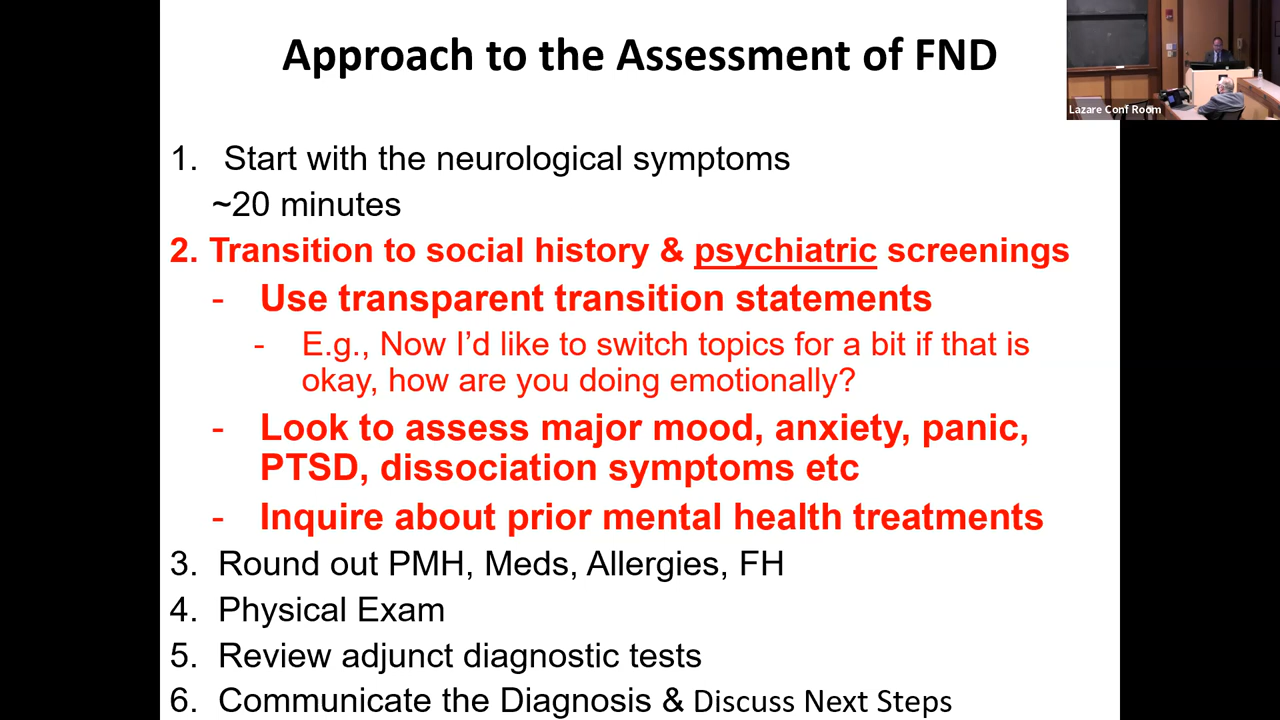 Approach to the Assessment of FND
Lazare Conf Room
1. Start with the neurological symptoms
~20 minutes
2. Transition to social history & psychiatric screenings
- Use transparent transition statements
- E.g., Now I'd like to switch topics for a bit if that is
okay, how are you doing emotionally?
- Look to assess major mood, anxiety, panic,
PTSD, dissociation symptoms etc
- Inquire about prior mental health treatments
3. Round out PMH, Meds, Allergies, FH
4. Physical Exam
5. Review adjunct diagnostic tests
6. Communicate the Diagnosis & Discuss Next Steps